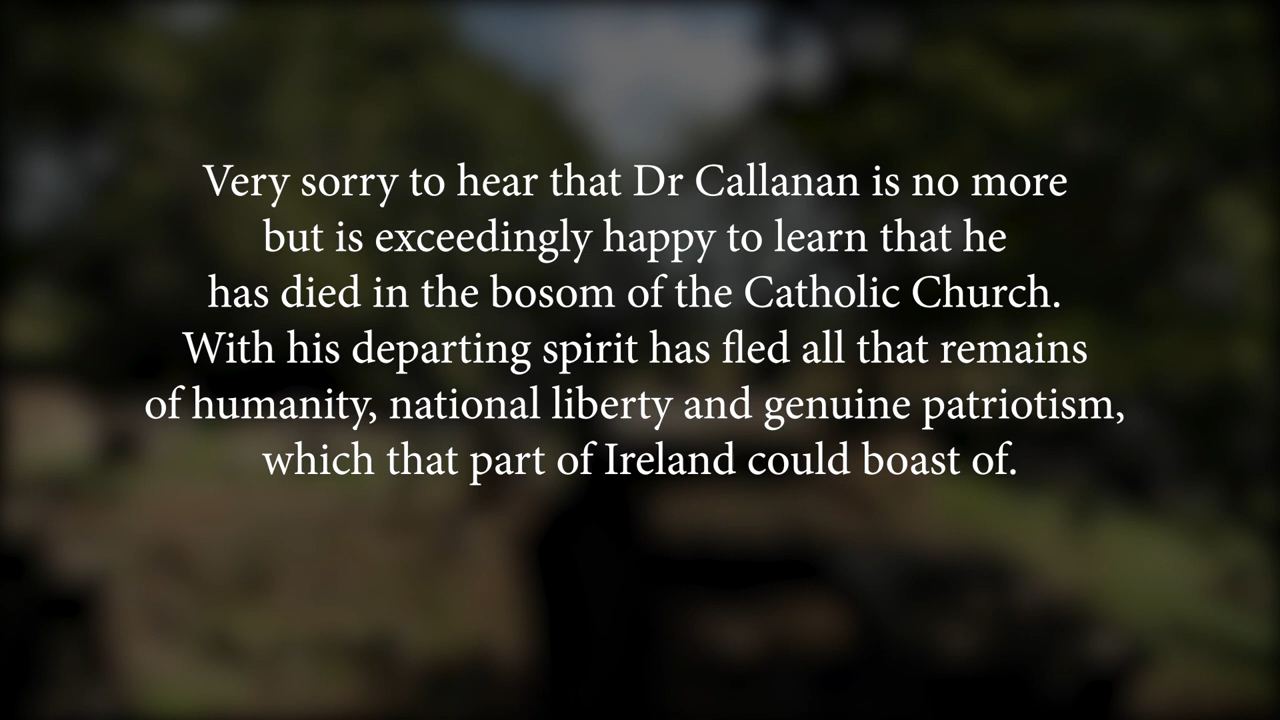 Very sorry to hear that Dr Callanan is no more
but is exceedingly happy to learn that he
has died in the bosom of the Catholic Church.
With his departing spirit has fled all that remains
of humanity, national liberty and genuine patriotism,
which that part of Ireland could boast of.